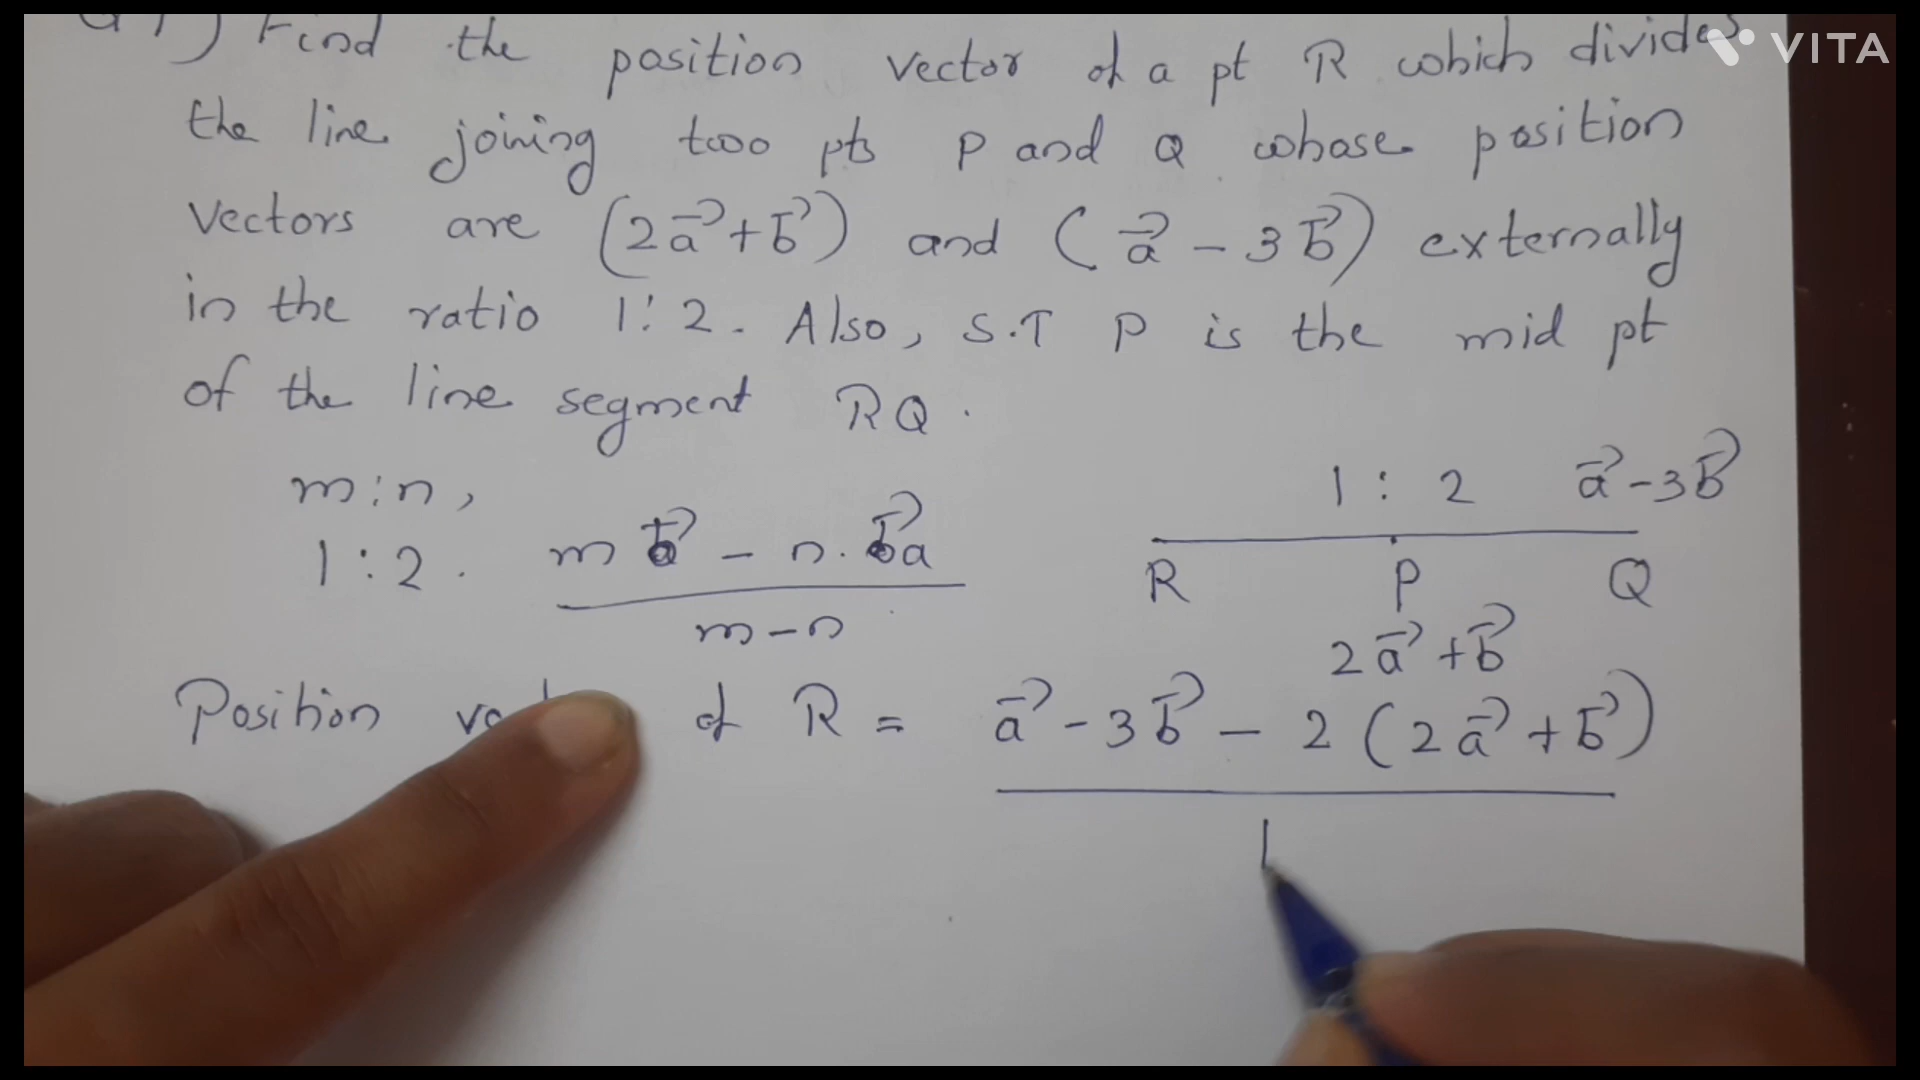 Find the position vector of a pt R which divides VITA
the line joining two pts P and Q whose position
vectors are (2a⃗ + b⃗) and (a⃗ - 3b⃗) externally
in the ratio 1:2. Also, S.T P is the mid pt
of the line segment RQ.
m:n,
1:2.
m b⃗ - n. a⃗
m-n
1 : 2 a⃗ - 3b⃗
R P Q
2a⃗ + b⃗
Position of R = a⃗ - 3b⃗ - 2(2a⃗ + b⃗)
1